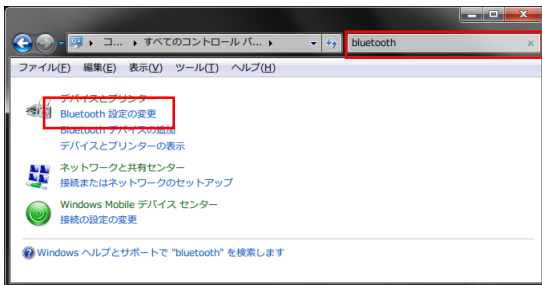 コ... ▸ すべてのコントロール パ... ▸
bluetooth
ファイル(F) 編集(E) 表示(V) ツール(T) ヘルプ(H)
デバイスとプリンター
Bluetooth 設定の変更
Bluetooth デバイスの追加
デバイスとプリンターの表示
ネットワークと共有センター
接続またはネットワークのセットアップ
Windows Mobile デバイス センター
接続の設定の変更
Windows ヘルプとサポートで "bluetooth" を検索します